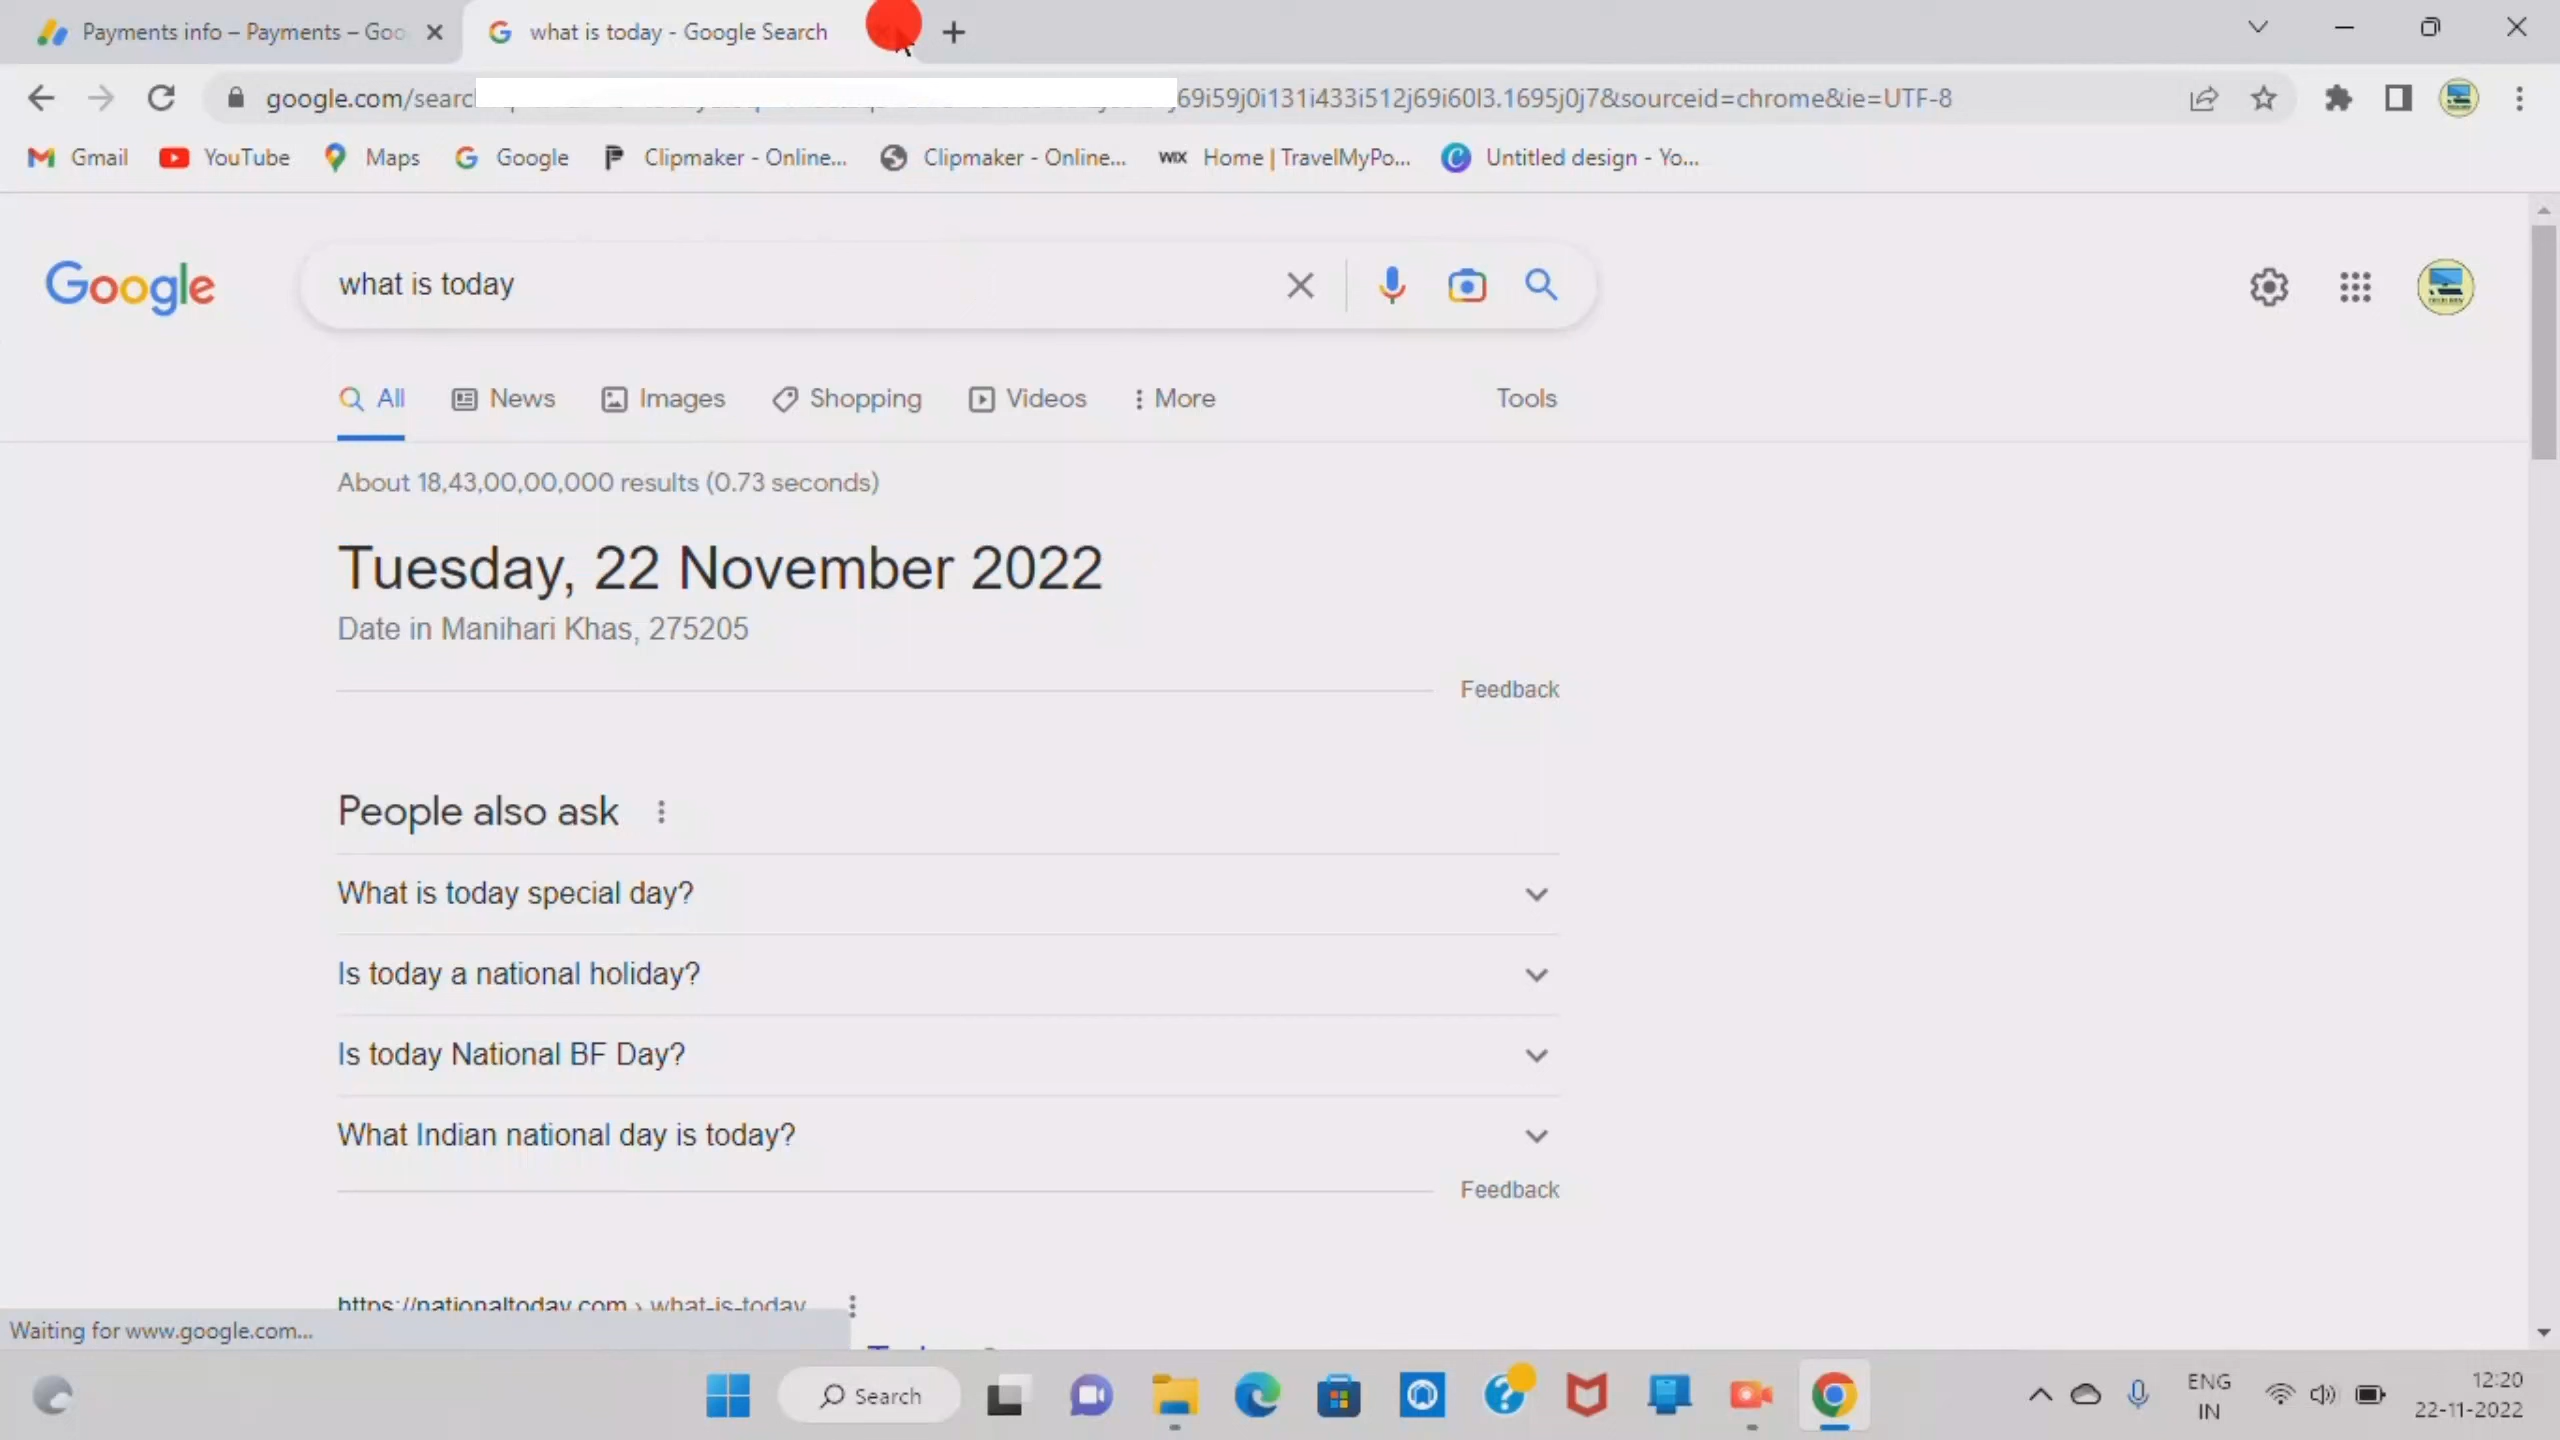 Payments info – Payments – Goo
what is today - Google Search
google.com/searc
j69i59j0i131i433i512j69i60l3.1695j0j7&sourceid=chrome&ie=UTF-8
Gmail
YouTube
Maps
Google
Clipmaker - Online...
Clipmaker - Online...
WIX Home | TravelMyPo...
Untitled design - Yo...
Google
what is today
All
News
Images
Shopping
Videos
More
Tools
About 18,43,00,00,000 results (0.73 seconds)
Tuesday, 22 November 2022
Date in Manihari Khas, 275205
Feedback
People also ask
What is today special day?
Is today a national holiday?
Is today National BF Day?
What Indian national day is today?
Feedback
https://nationaltoday.com › what-is-today
Waiting for www.google.com...
Search
ENG
IN
12:20
22-11-2022